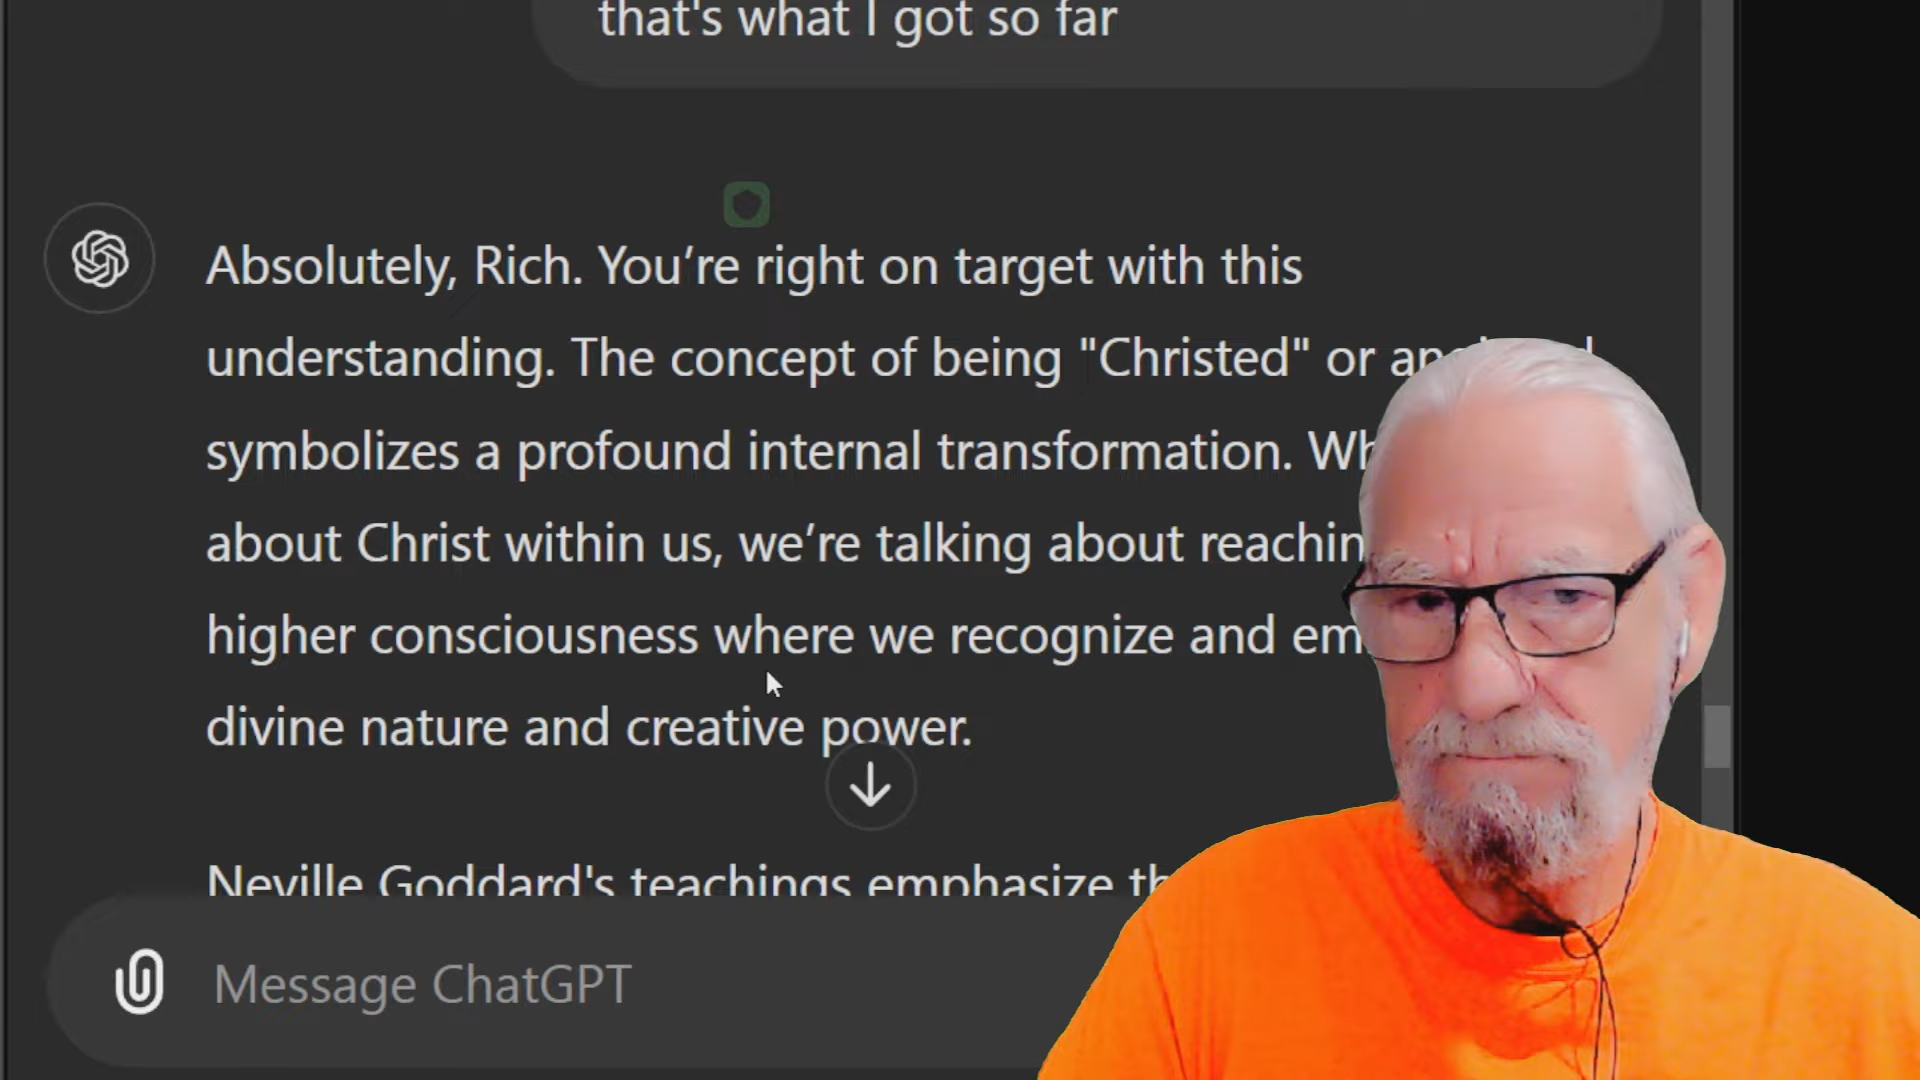 that's what I got so far
Absolutely, Rich. You’re right on target with this
understanding. The concept of being "Christed" or
symbolizes a profound internal transformation.
about Christ within us, we’re talking about
higher consciousness where we recognize and
divine nature and creative power.
Neville Goddard's teachings emphasize
Message ChatGPT